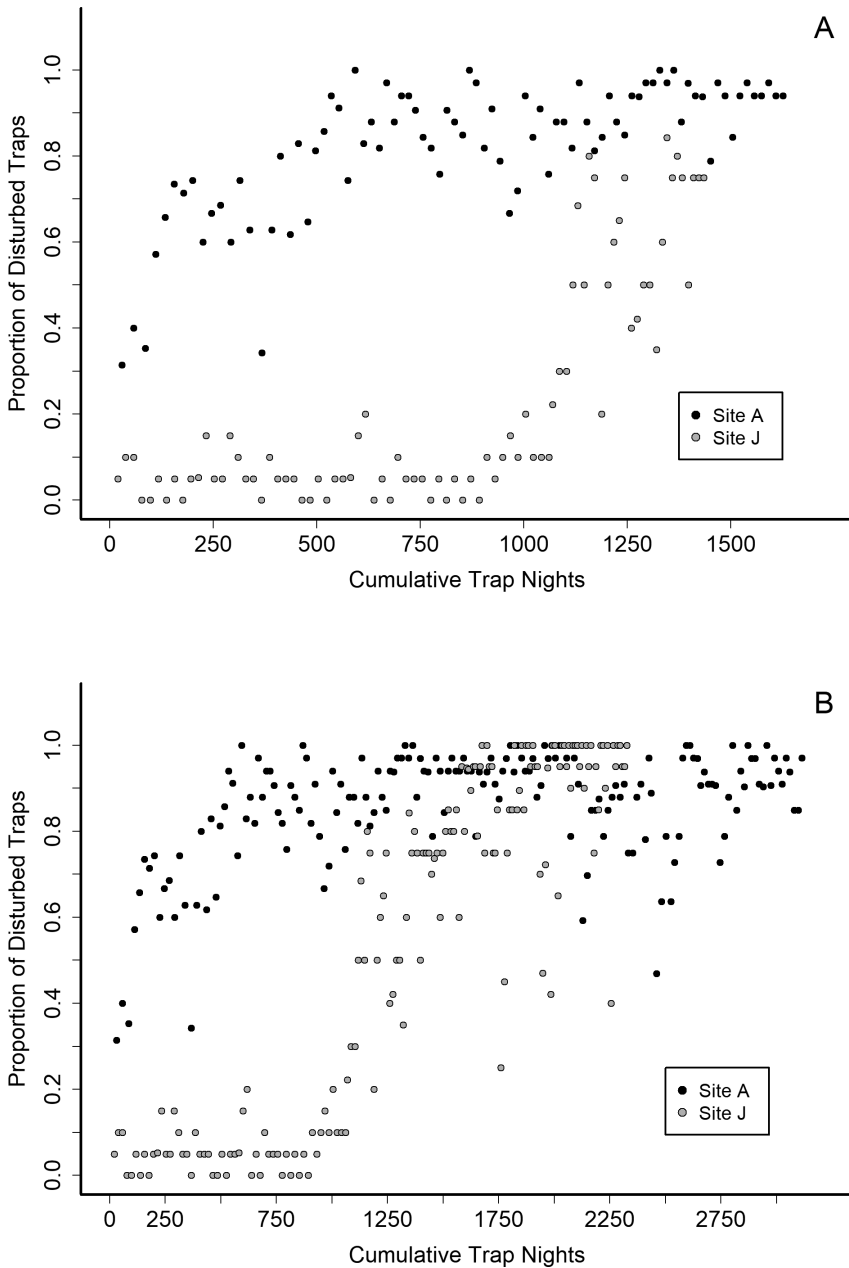 A
Proportion of Disturbed Traps
1.0
0.8
0.6
0.4
0.2
0.0
Site A
Site J
0 250 500 750 1000 1250 1500
Cumulative Trap Nights
B
Proportion of Disturbed Traps
1.0
0.8
0.6
0.4
0.2
0.0
Site A
Site J
0 250 750 1250 1750 2250 2750
Cumulative Trap Nights